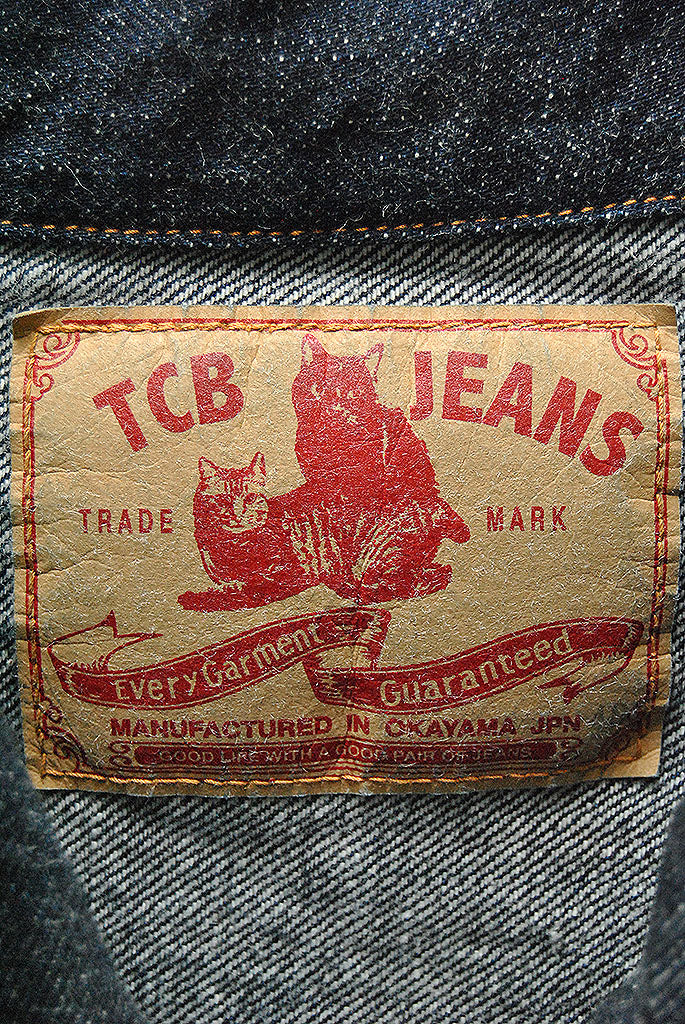 TCB JEANS
TRADE MARK
Every Garment Guaranteed
MANUFACTURED IN OKAYAMA JPN
GOOD LIFE WITH A GOOD PAIR OF JEANS